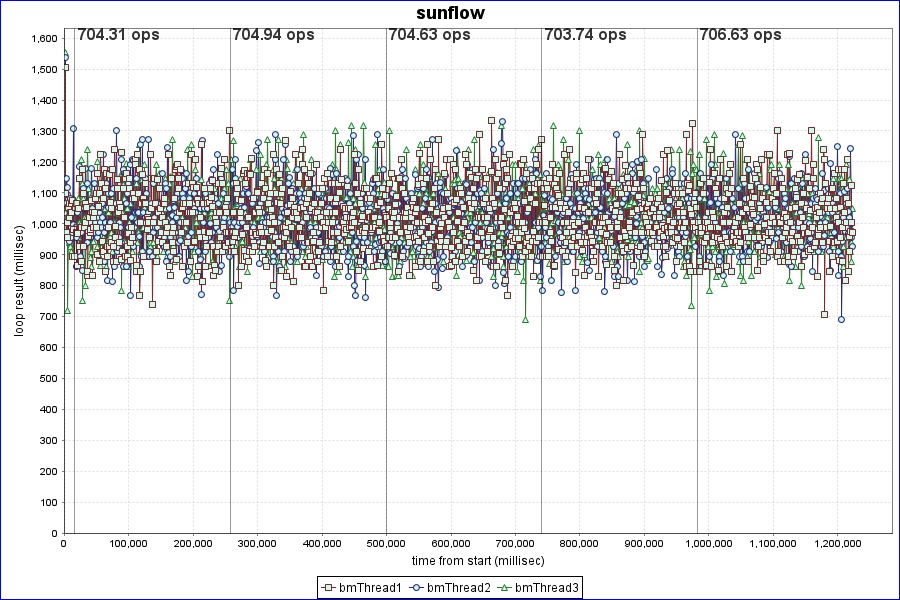 sunflow
704.31 ops 704.94 ops 704.63 ops 703.74 ops 706.63 ops
1,600
1,500
1,400
1,300
1,200
1,100
1,000
900
800
700
600
500
400
300
200
100
0
loop result (millisec)
0 100,000 200,000 300,000 400,000 500,000 600,000 700,000 800,000 900,000 1,000,000 1,100,000 1,200,000
time from start (millisec)
bmThread1 bmThread2 bmThread3